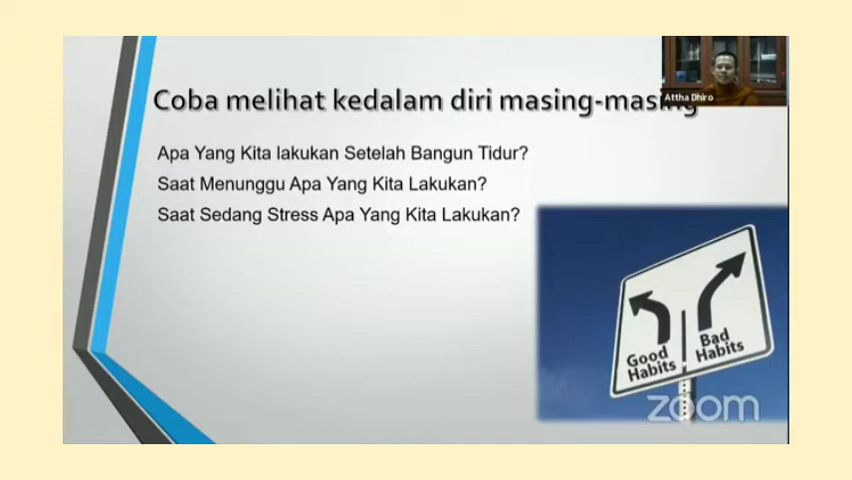 Coba melihat kedalam diri masing-masing
Attha Dhiro
Apa Yang Kita lakukan Setelah Bangun Tidur?
Saat Menunggu Apa Yang Kita Lakukan?
Saat Sedang Stress Apa Yang Kita Lakukan?
Good
Habits
Bad
Habits
zoom